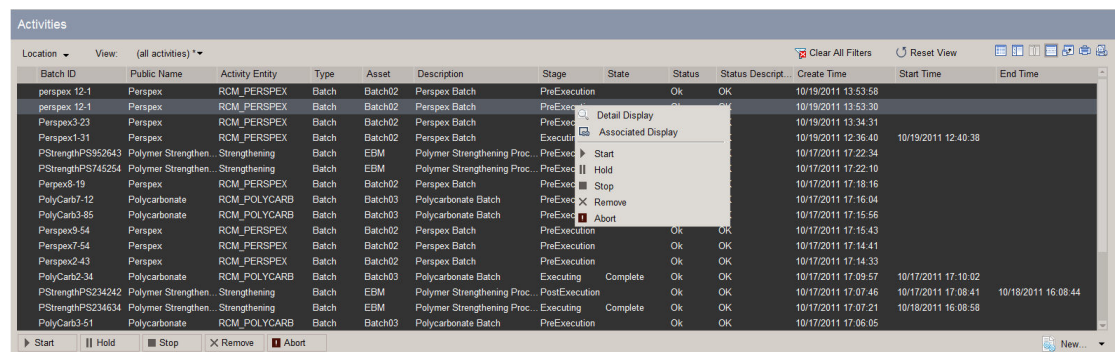 Activities
Location View: (all activities) * Clear All Filters Reset View
Batch ID Public Name Activity Entity Type Asset Description Stage State Status Status Descript... Create Time Start Time End Time
perspex 12-1 Perspex RCM_PERSPEX Batch Batch02 Perspex Batch PreExecution Ok OK 10/19/2011 13:53:58
perspex 12-1 Perspex RCM_PERSPEX Batch Batch02 Perspex Batch 10/19/2011 13:53:30
Perspex3-23 Perspex RCM_PERSPEX Batch Batch02 Perspex Batch PreExec 10/19/2011 13:34:31
Perspex1-31 Perspex RCM_PERSPEX Batch Batch02 Perspex Batch 10/19/2011 12:36:40 10/19/2011 12:40:38
PStrengthPS952643 Polymer Strengthen... Strengthening Batch EBM Polymer Strengthening Proc... PreExec 10/17/2011 17:22:34
PStrengthPS745254 Polymer Strengthen... Strengthening Batch EBM Polymer Strengthening Proc... PreExec 10/17/2011 17:22:10
Perpex8-19 Perspex RCM_PERSPEX Batch Batch02 Perspex Batch PreExec 10/17/2011 17:18:16
PolyCarb7-12 Polycarbonate RCM_POLYCARB Batch Batch03 Polycarbonate Batch PreExec 10/17/2011 17:16:04
PolyCarb3-85 Polycarbonate RCM_POLYCARB Batch Batch03 Polycarbonate Batch PreExec 10/17/2011 17:15:56
Perspex9-54 Perspex RCM_PERSPEX Batch Batch02 Perspex Batch PreExecution Ok OK 10/17/2011 17:15:43
Perspex7-54 Perspex RCM_PERSPEX Batch Batch02 Perspex Batch PreExecution Ok OK 10/17/2011 17:14:41
Perspex2-43 Perspex RCM_PERSPEX Batch Batch02 Perspex Batch PreExecution Ok OK 10/17/2011 17:14:33
PolyCarb2-34 Polycarbonate RCM_POLYCARB Batch Batch03 Polycarbonate Batch Executing Complete Ok OK 10/17/2011 17:09:57 10/17/2011 17:10:02
PStrengthPS234242 Polymer Strengthen... Strengthening Batch EBM Polymer Strengthening Proc... PostExecution Ok OK 10/17/2011 17:07:46 10/17/2011 17:08:41 10/18/2011 16:08:44
PStrengthPS234634 Polymer Strengthen... Strengthening Batch EBM Polymer Strengthening Proc... Executing Complete Ok OK 10/17/2011 17:07:21 10/18/2011 16:08:58
PolyCarb3-51 Polycarbonate RCM_POLYCARB Batch Batch03 Polycarbonate Batch PreExecution Ok OK 10/17/2011 17:06:05
Detail Display
Associated Display
Start
Hold
Stop
Remove
Abort
Start Hold Stop Remove Abort New...